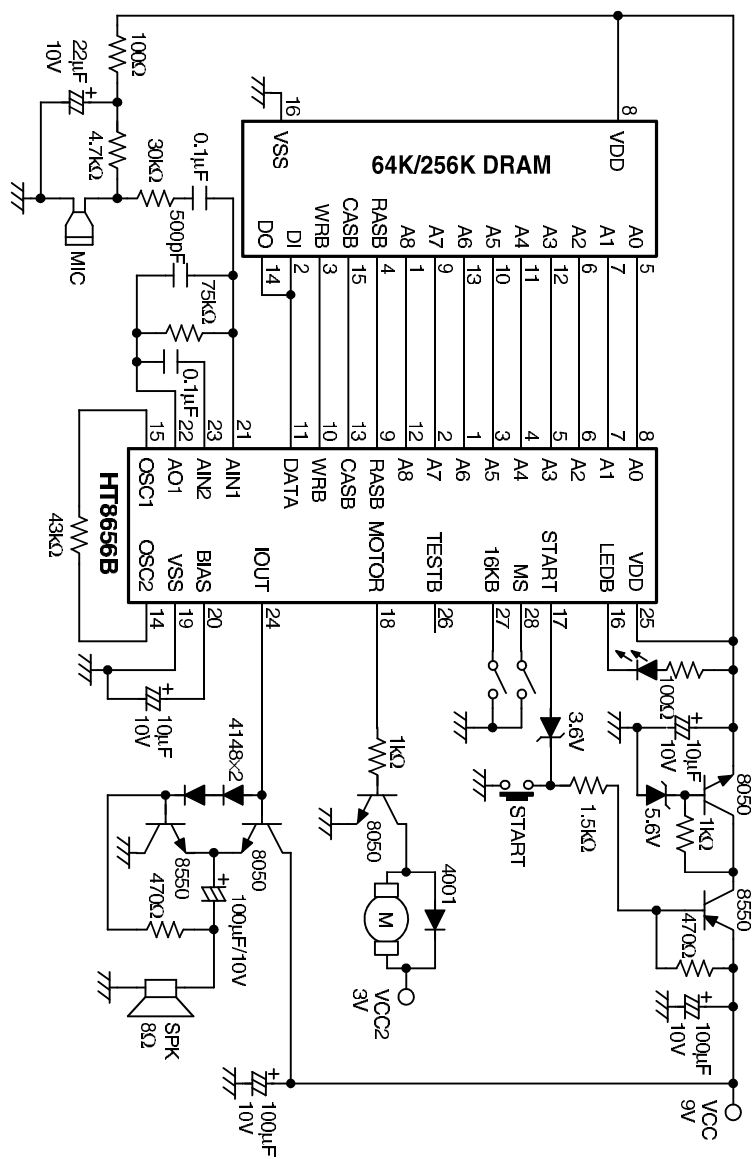 100Ω
22µF
10V
4.7kΩ
MIC
30kΩ
0.1µF
500pF
75kΩ
0.1µF
64K/256K DRAM
16
VSS
8
VDD
DO
DI
WRB
CASB
RASB
A8
A7
A6
A5
A4
A3
A2
A1
A0
14
2
3
15
4
1
9
13
10
11
12
6
7
5
15
22
23
21
11
10
13
9
12
2
1
3
4
5
6
7
8
OSC1
AO1
AIN2
AIN1
DATA
WRB
CASB
RASB
A8
A7
A6
A5
A4
A3
A2
A1
A0
HT8656B
43kΩ
OSC2
VSS
BIAS
IOUT
MOTOR
TESTB
16KB
MS
START
LEDB
VDD
14
19
20
24
18
26
27
28
17
16
25
10µF
10V
4148×2
8550
8050
470Ω
100µF/10V
SPK
8Ω
1kΩ
8050
M
4001
VCC2
3V
3.6V
START
1.5kΩ
100Ω
10µF
10V
5.6V
8050
1kΩ
8550
470Ω
100µF
10V
100µF
10V
VCC
9V